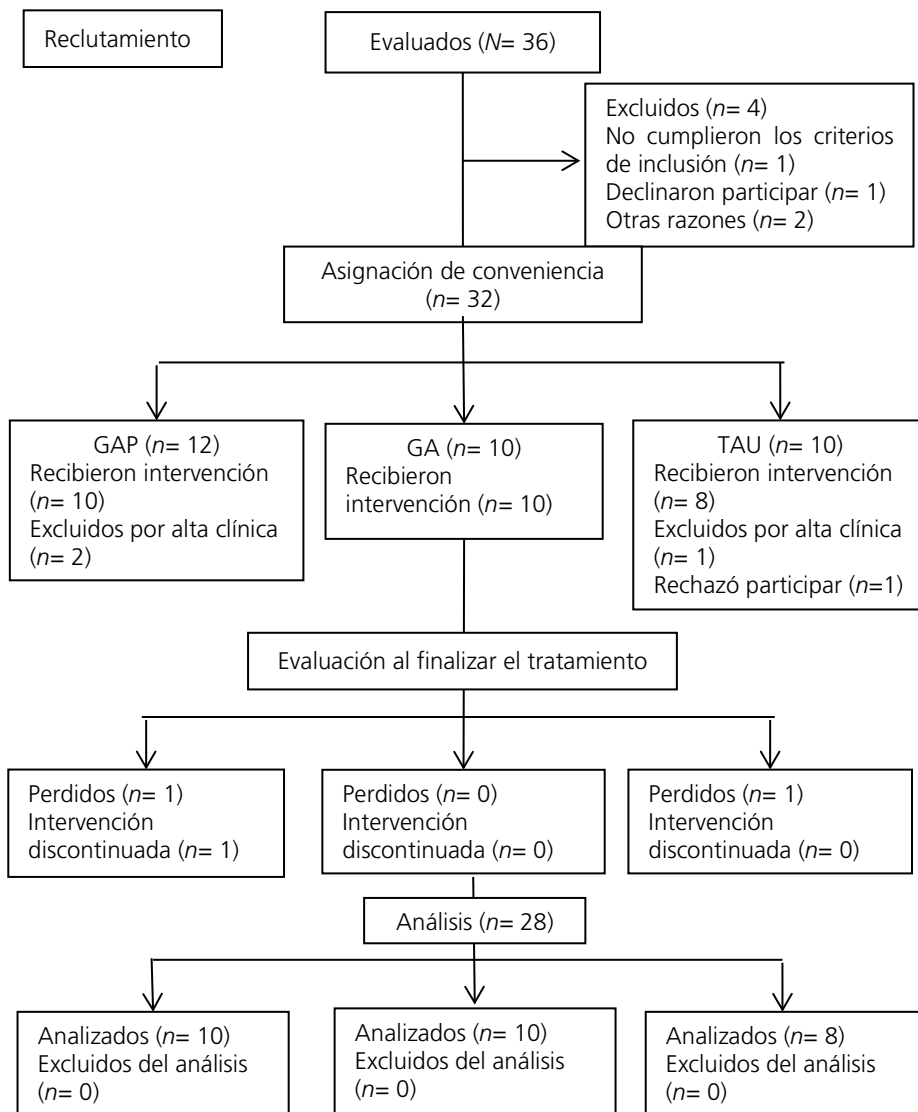 Reclutamiento
Evaluados (N= 36)
Excluidos (n= 4)
No cumplieron los criterios
de inclusión (n= 1)
Declinaron participar (n= 1)
Otras razones (n= 2)
Asignación de conveniencia
(n= 32)
GAP (n= 12)
Recibieron intervención
(n= 10)
Excluidos por alta clínica
(n= 2)
GA (n= 10)
Recibieron
intervención (n= 10)
TAU (n= 10)
Recibieron intervención
(n= 8)
Excluidos por alta clínica
(n= 1)
Rechazó participar (n=1)
Evaluación al finalizar el tratamiento
Perdidos (n= 1)
Intervención
discontinuada (n= 1)
Perdidos (n= 0)
Intervención
discontinuada (n= 0)
Perdidos (n= 1)
Intervención
discontinuada (n= 0)
Análisis (n= 28)
Analizados (n= 10)
Excluidos del análisis
(n= 0)
Analizados (n= 10)
Excluidos del análisis
(n= 0)
Analizados (n= 8)
Excluidos del análisis
(n= 0)